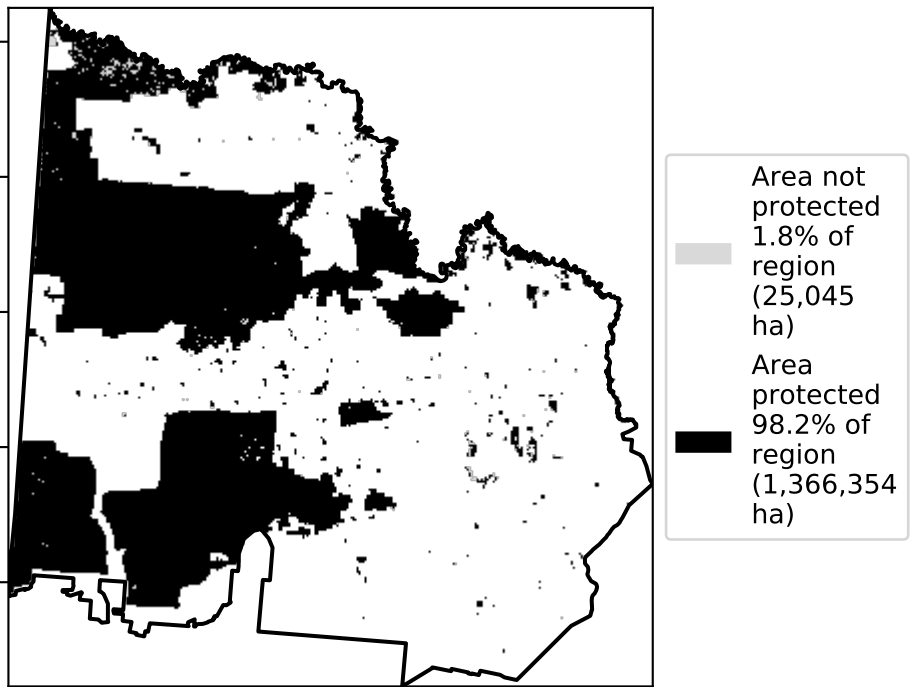 Area not
protected
1.8% of
region
(25,045
ha)
Area
protected
98.2% of
region
(1,366,354
ha)